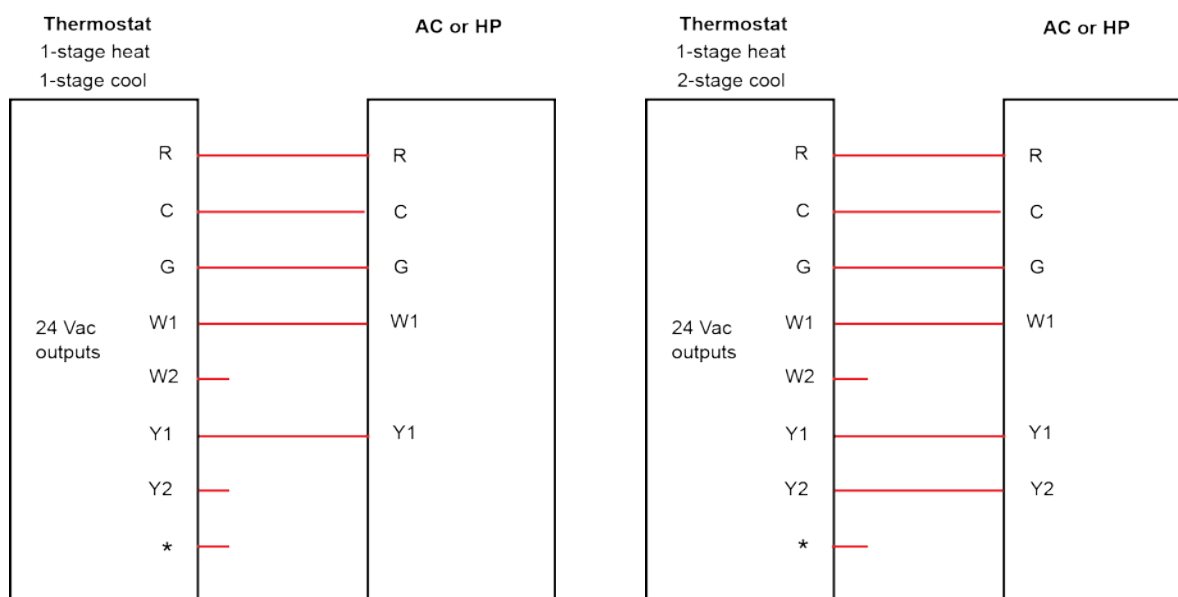 Thermostat
1-stage heat
1-stage cool
AC or HP
R R
C C
G G
W1 W1
24 Vac
outputs
W2
Y1 Y1
Y2
*
Thermostat
1-stage heat
2-stage cool
AC or HP
R R
C C
G G
W1 W1
24 Vac
outputs
W2
Y1 Y1
Y2 Y2
*